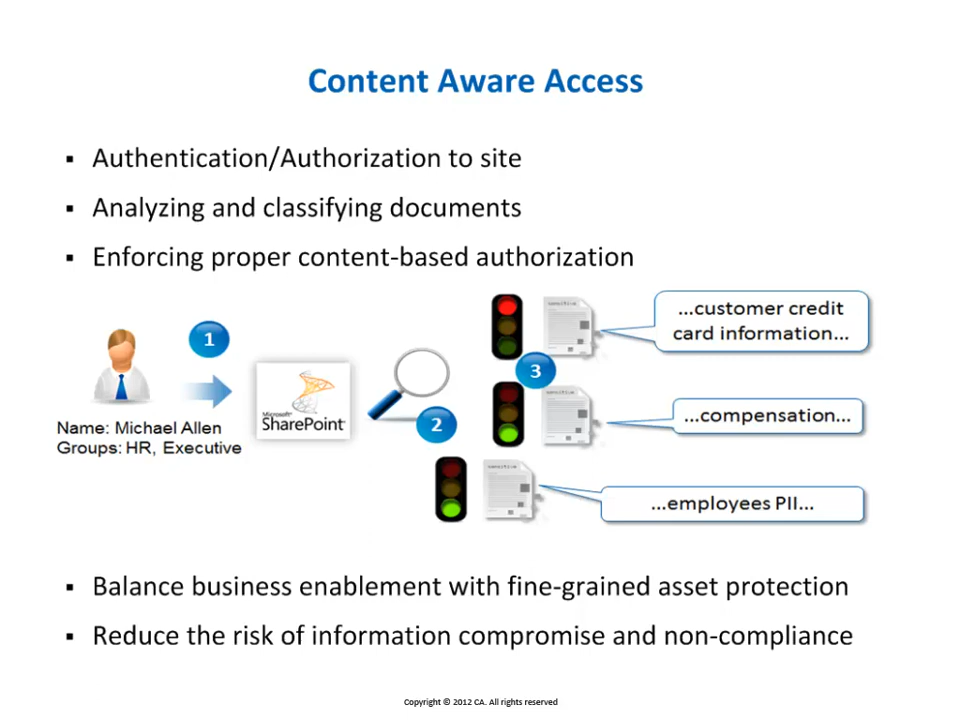 Content Aware Access
▪ Authentication/Authorization to site
▪ Analyzing and classifying documents
▪ Enforcing proper content-based authorization
...customer credit
card information...
1
3
Microsoft®
SharePoint
2
...compensation...
Name: Michael Allen
Groups: HR, Executive
...employees PII...
▪ Balance business enablement with fine-grained asset protection
▪ Reduce the risk of information compromise and non-compliance
Copyright © 2012 CA. All rights reserved